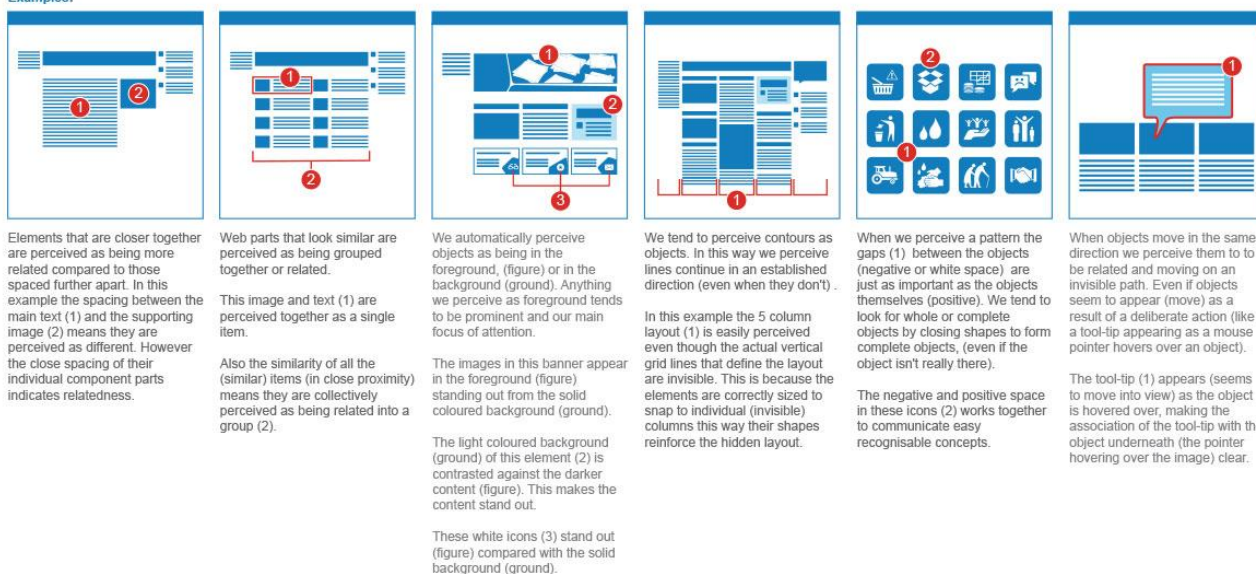 Examples:
1
2
1
2
1
2
3
1
2
1
1
Elements that are closer together
are perceived as being more
related compared to those
spaced further apart. In this
example the spacing between the
main text (1) and the supporting
image (2) means they are
perceived as different. However
the close spacing of their
individual component parts
indicates relatedness.
Web parts that look similar are
perceived as being grouped
together or related.
This image and text (1) are
perceived together as a single
item.
Also the similarity of all the
(similar) items (in close proximity)
means they are collectively
perceived as being related into a
group (2).
We automatically perceive
objects as being in the
foreground, (figure) or in the
background (ground). Anything
we perceive as foreground tends
to be prominent and our main
focus of attention.
The images in this banner appear
in the foreground (figure)
standing out from the solid
coloured background (ground).
The light coloured background
(ground) of this element (2) is
contrasted against the darker
content (figure). This makes the
content stand out.
These white icons (3) stand out
(figure) compared with the solid
background (ground).
We tend to perceive contours as
objects. In this way we perceive
lines continue in an established
direction (even when they don't) .
In this example the 5 column
layout (1) is easily perceived
even though the actual vertical
grid lines that define the layout
are invisible. This is because the
elements are correctly sized to
snap to individual (invisible)
columns this way their shapes
reinforce the hidden layout.
When we perceive a pattern the
gaps (1) between the objects
(negative or white space) are
just as important as the objects
themselves (positive). We tend to
look for whole or complete
objects by closing shapes to form
complete objects, (even if the
object isn't really there).
The negative and positive space
in these icons (2) works together
to communicate easy
recognisable concepts.
When objects move in the same
direction we perceive them to to
be related and moving on an
invisible path. Even if objects
seem to appear (move) as a
result of a deliberate action (like
a tool-tip appearing as a mouse
pointer hovers over an object).
The tool-tip (1) appears (seems
to move into view) as the object
is hovered over, making the
association of the tool-tip with th
object underneath (the pointer
hovering over the image) clear.